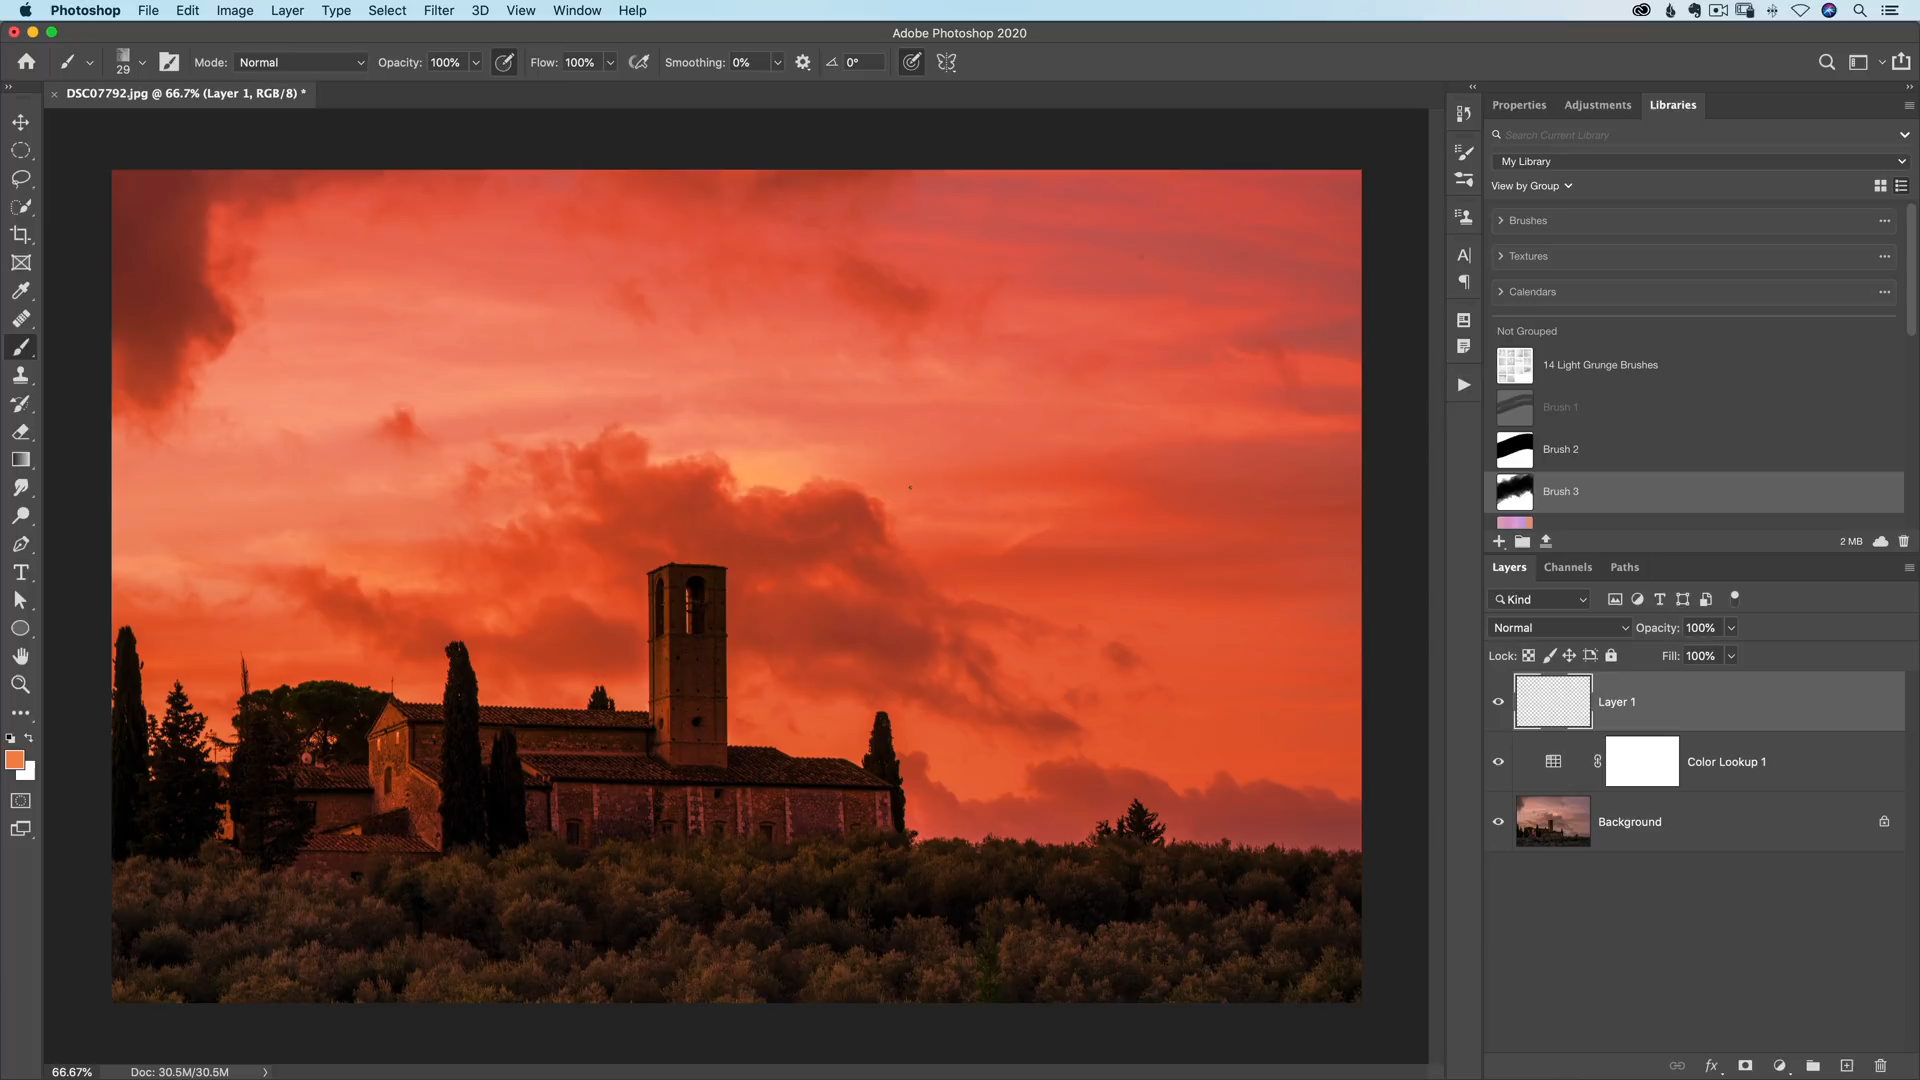 Photoshop File Edit Image Layer Type Select Filter 3D View Window Help
Adobe Photoshop 2020
29 Mode: Normal Opacity: 100% Flow: 100% Smoothing: 0% 0°
DSC07792.jpg @ 66.7% (Layer 1, RGB/8) *
Properties Adjustments Libraries
Search Current Library
My Library
View by Group
Brushes
Textures
Calendars
Not Grouped
14 Light Grunge Brushes
Brush 1
Brush 2
Brush 3
2 MB
Layers Channels Paths
Kind
Normal Opacity: 100%
Lock: Fill: 100%
Layer 1
Color Lookup 1
Background
66.67% Doc: 30.5M/30.5M